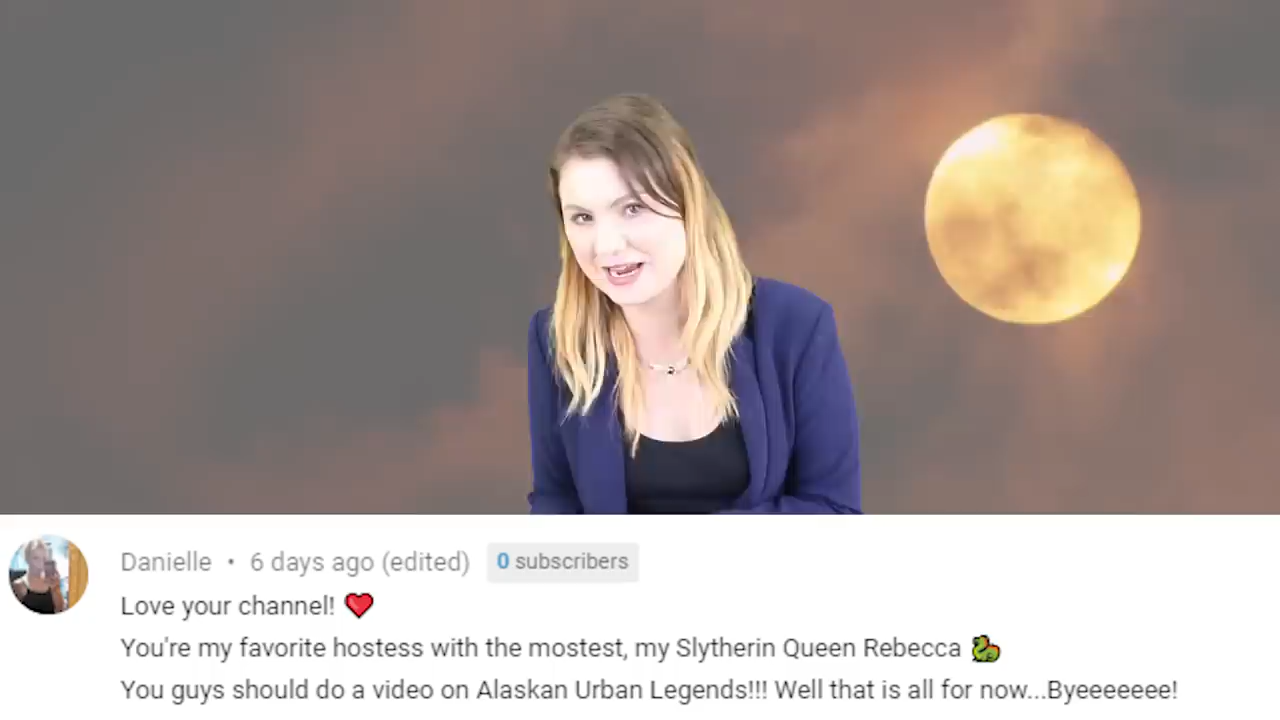 Danielle • 6 days ago (edited) 0 subscribers
Love your channel! ❤️
You're my favorite hostess with the mostest, my Slytherin Queen Rebecca 🐍
You guys should do a video on Alaskan Urban Legends!!! Well that is all for now...Byeeeeeee!